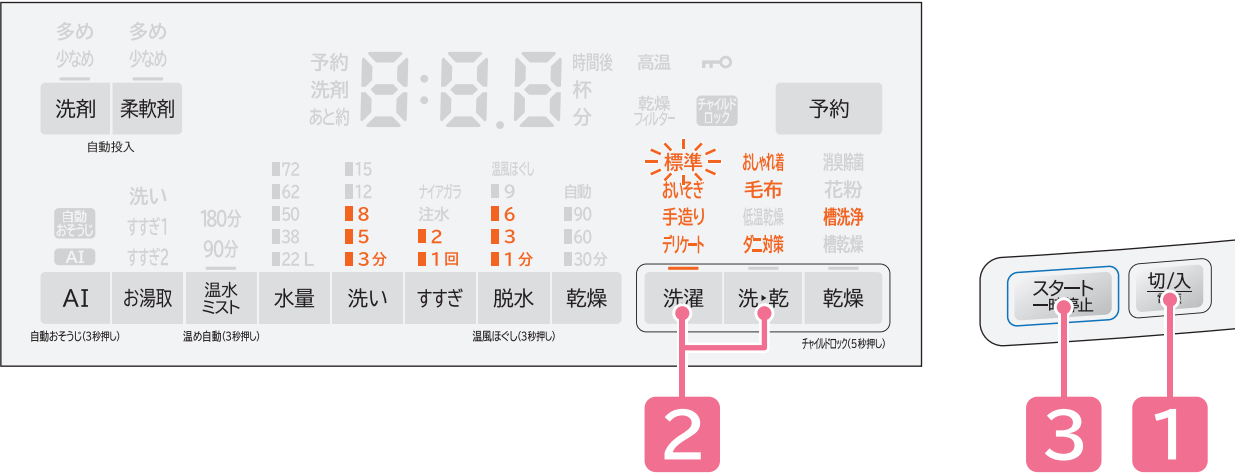 多め 多め
少なめ 少なめ
洗剤 柔軟剤
自動投入
予約
洗剤
あと約
8:8.8
時間後
杯
分
高温
乾燥
フィルター
チャイルド
ロック
予約
自動
おそうじ
AI
洗い
すすぎ1
すすぎ2
180分
90分
72
62
50
38
22 L
15
12
8
5
3分
ナイアガラ
注水
2
1回
温風ほぐし
9
6
3
1分
自動
90
60
30分
標準 おしゃれ着 消臭除菌
おいそぎ 毛布 花粉
手造り 低温乾燥 槽洗浄
デリケート ダニ対策 槽乾燥
AI お湯取 温水ミスト 水量 洗い すすぎ 脱水 乾燥 洗濯 洗・乾 乾燥
自動おそうじ(3秒押し) 温め自動(3秒押し) 温風ほぐし(3秒押し) チャイルドロック(5秒押し)
スタート
一時停止
切/入
2
3
1